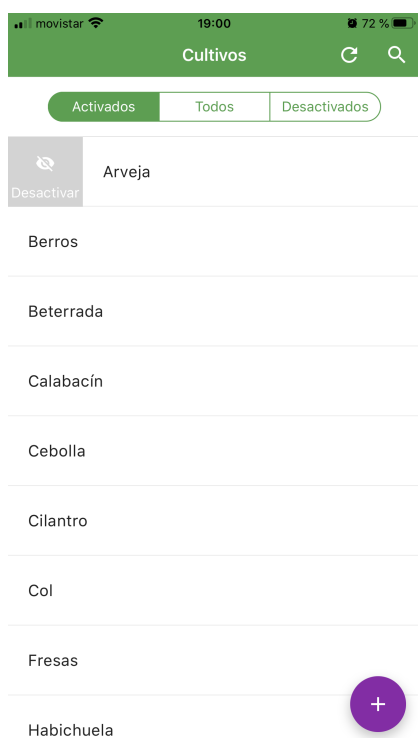 movistar 19:00 72 %
Cultivos
Activados Todos Desactivados
Desactivar Arveja
Berros
Beterrada
Calabacín
Cebolla
Cilantro
Col
Fresas
Habichuela